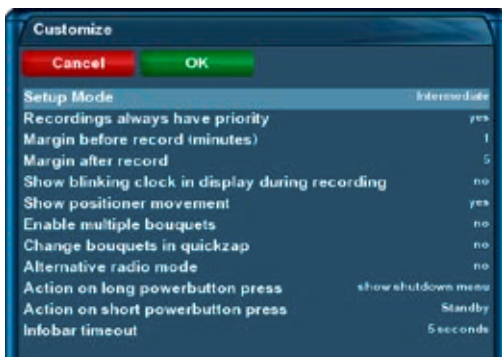 Customize
Cancel OK
Setup Mode Intermediate
Recordings always have priority yes
Margin before record (minutes) 1
Margin after record 5
Show blinking clock in display during recording no
Show positioner movement yes
Enable multiple bouquets no
Change bouquets in quickzap no
Alternative radio mode no
Action on long powerbutton press show shutdown menu
Action on short powerbutton press Standby
Infobar timeout 5 seconds